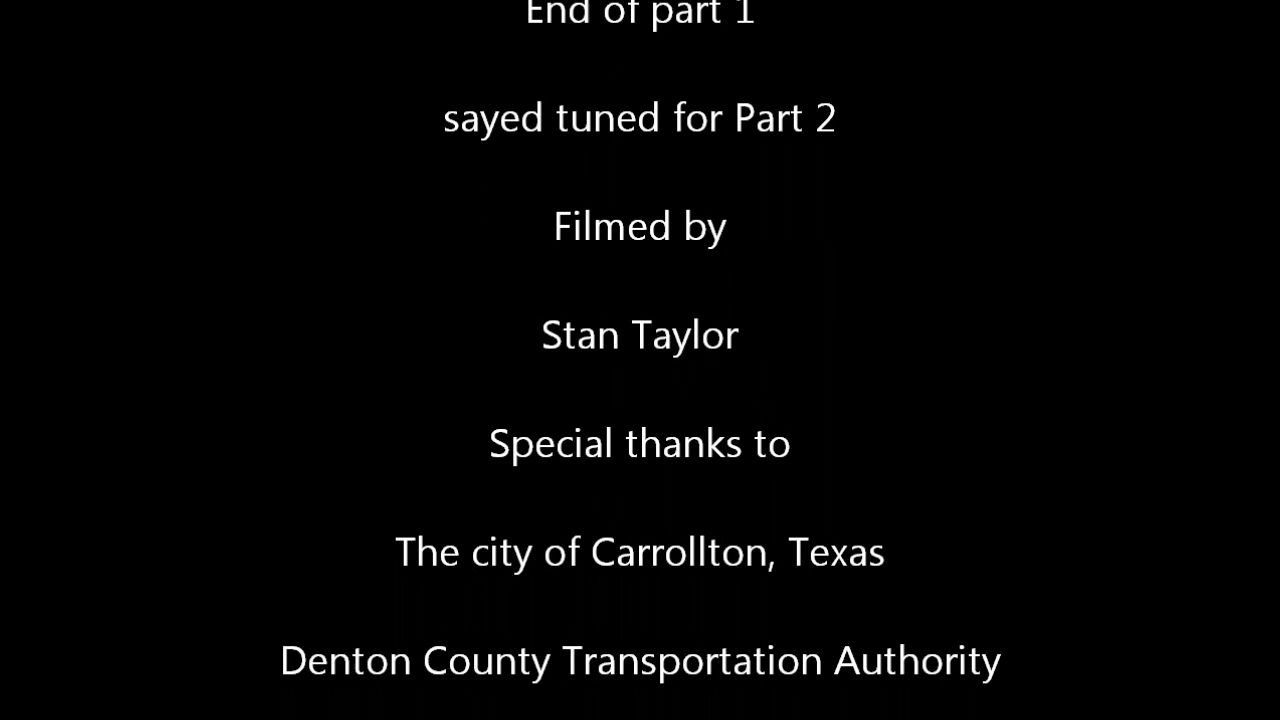 End of part 1
sayed tuned for Part 2
Filmed by
Stan Taylor
Special thanks to
The city of Carrollton, Texas
Denton County Transportation Authority